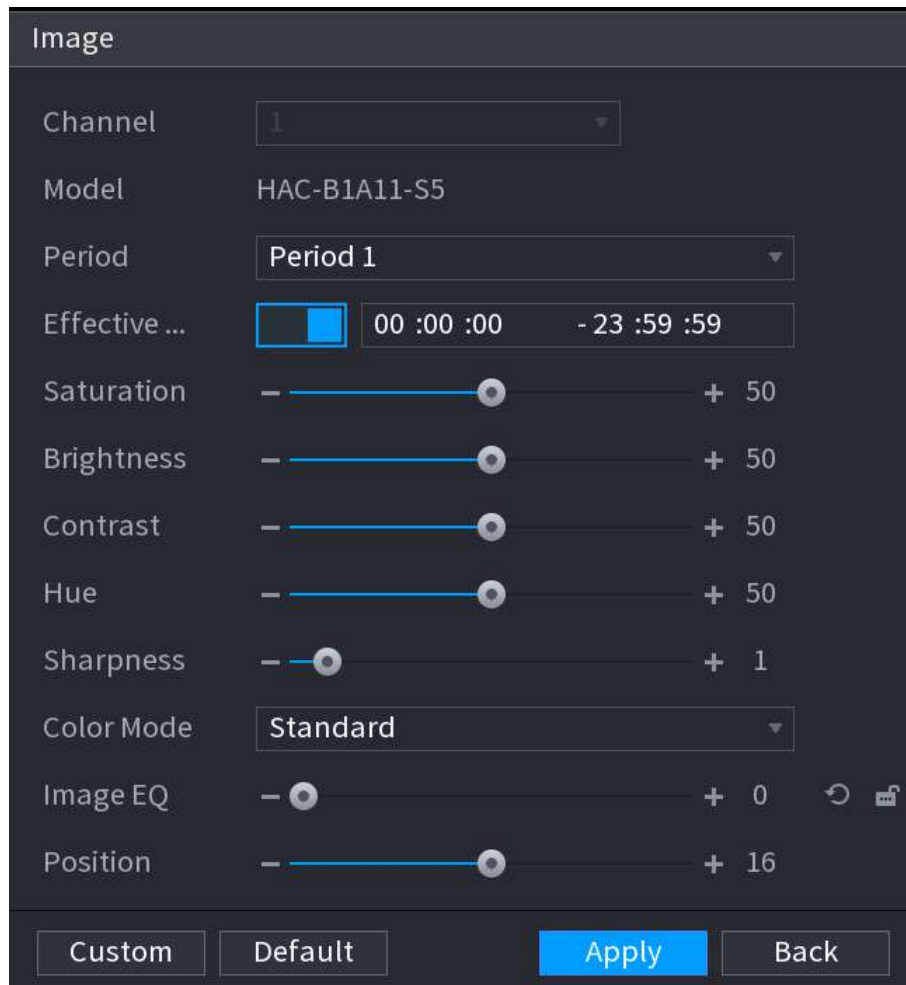 Image
Channel 1
Model HAC-B1A11-S5
Period Period 1
Effective ... 00 :00 :00 - 23 :59 :59
Saturation 50
Brightness 50
Contrast 50
Hue 50
Sharpness 1
Color Mode Standard
Image EQ 0
Position 16
Custom Default Apply Back